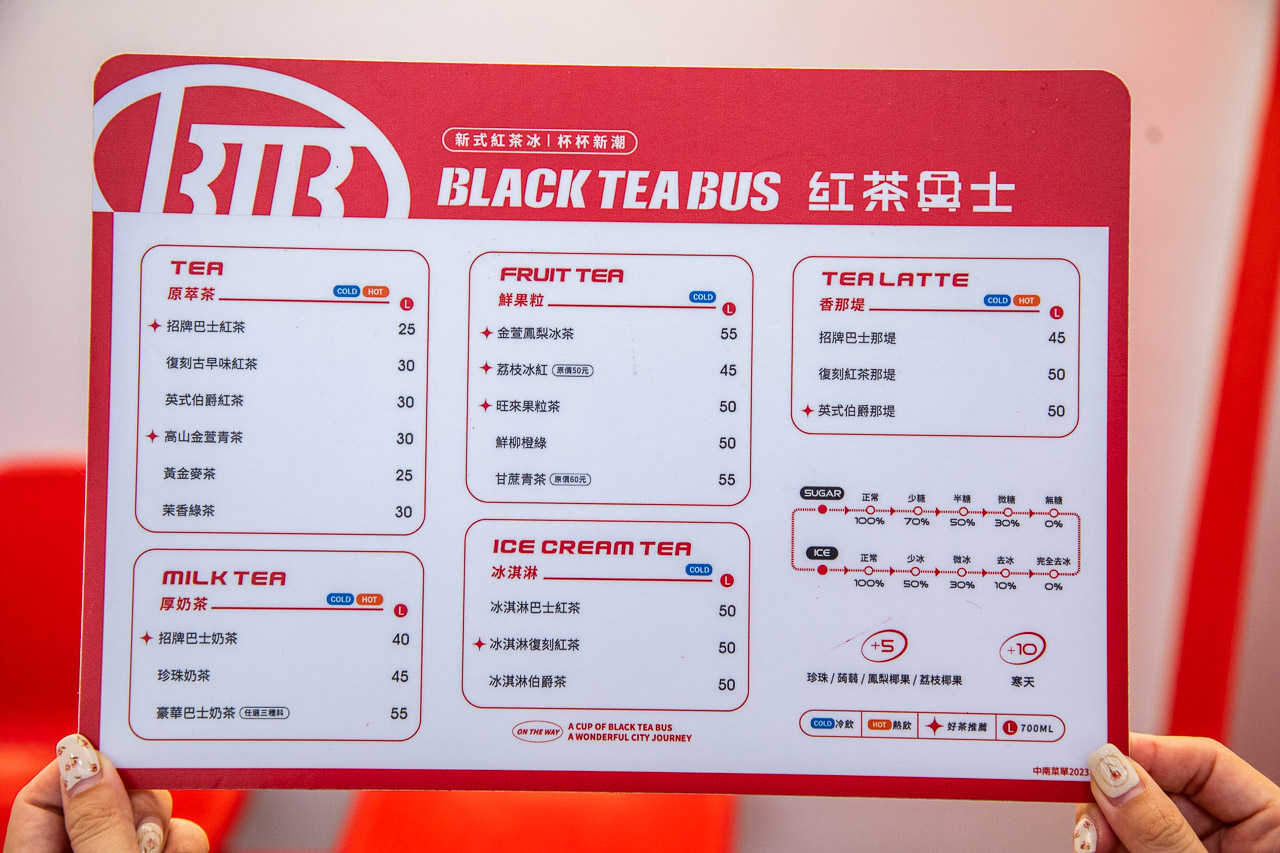 BTB
新式紅茶冰|杯杯新潮
BLACK TEA BUS 紅茶巴士
TEA
原萃茶 COLD HOT L
招牌巴士紅茶 25
復刻古早味紅茶 30
英式伯爵紅茶 30
高山金萱青茶 30
黃金麥茶 25
茉香綠茶 30
MILK TEA
厚奶茶 COLD HOT L
招牌巴士奶茶 40
珍珠奶茶 45
豪華巴士奶茶 任選三種料 55
FRUIT TEA
鮮果粒 COLD L
金萱鳳梨冰茶 55
荔枝冰紅 原價50元 45
旺來果粒茶 50
鮮柳橙綠 50
甘蔗青茶 原價60元 55
ICE CREAM TEA
冰淇淋 COLD L
冰淇淋巴士紅茶 50
冰淇淋復刻紅茶 50
冰淇淋伯爵茶 50
ON THE WAY
A CUP OF BLACK TEA BUS
A WONDERFUL CITY JOURNEY
TEA LATTE
香那堤 COLD HOT L
招牌巴士那堤 45
復刻紅茶那堤 50
英式伯爵那堤 50
SUGAR 正常 少糖 半糖 微糖 無糖
100% 70% 50% 30% 0%
ICE 正常 少冰 微冰 去冰 完全去冰
100% 50% 30% 10% 0%
+5 +10
珍珠/蒟蒻/鳳梨椰果/荔枝椰果 寒天
COLD 冷飲 HOT 熱飲 好茶推薦 L 700ML
中南菜單2023